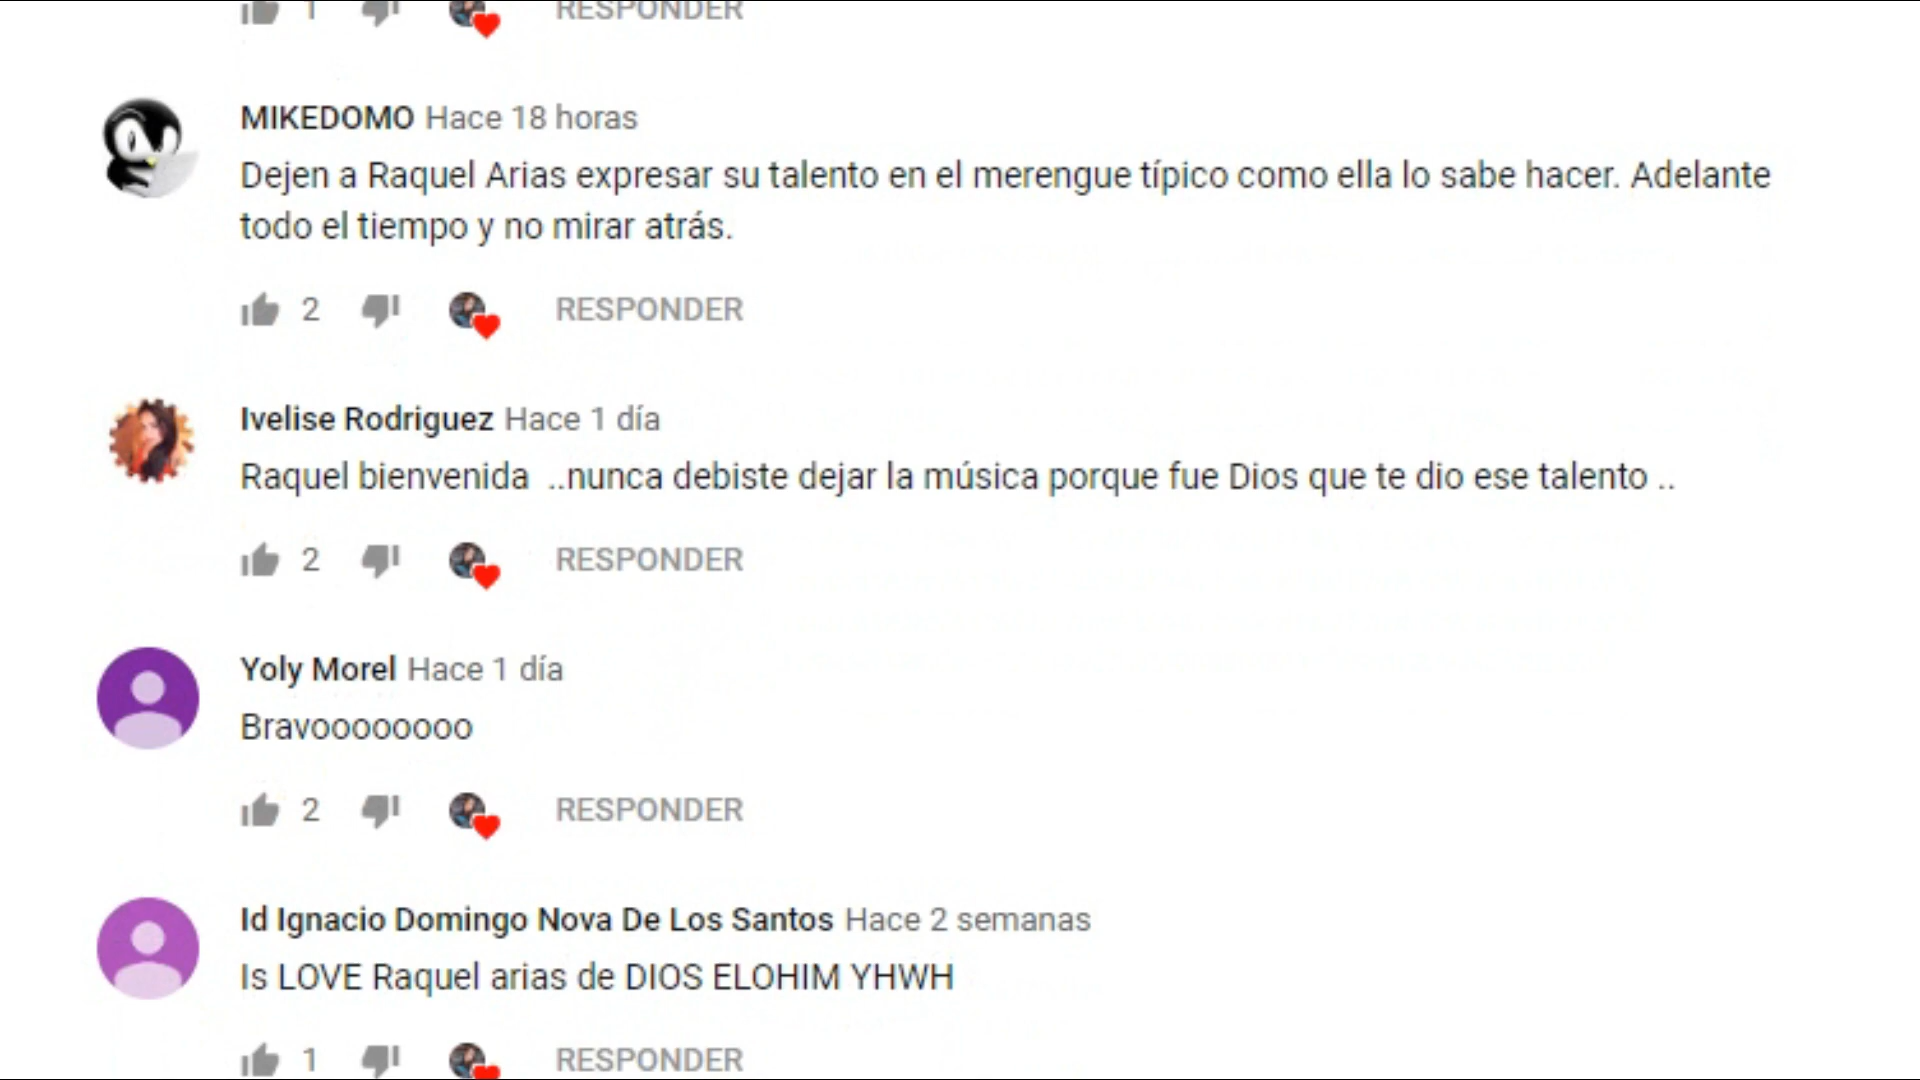 1 RESPONDER
MIKEDOMO Hace 18 horas
Dejen a Raquel Arias expresar su talento en el merengue típico como ella lo sabe hacer. Adelante
todo el tiempo y no mirar atrás.
2 RESPONDER
Ivelise Rodriguez Hace 1 día
Raquel bienvenida ..nunca debiste dejar la música porque fue Dios que te dio ese talento ..
2 RESPONDER
Yoly Morel Hace 1 día
Bravoooooooo
2 RESPONDER
Id Ignacio Domingo Nova De Los Santos Hace 2 semanas
Is LOVE Raquel arias de DIOS ELOHIM YHWH
1 RESPONDER